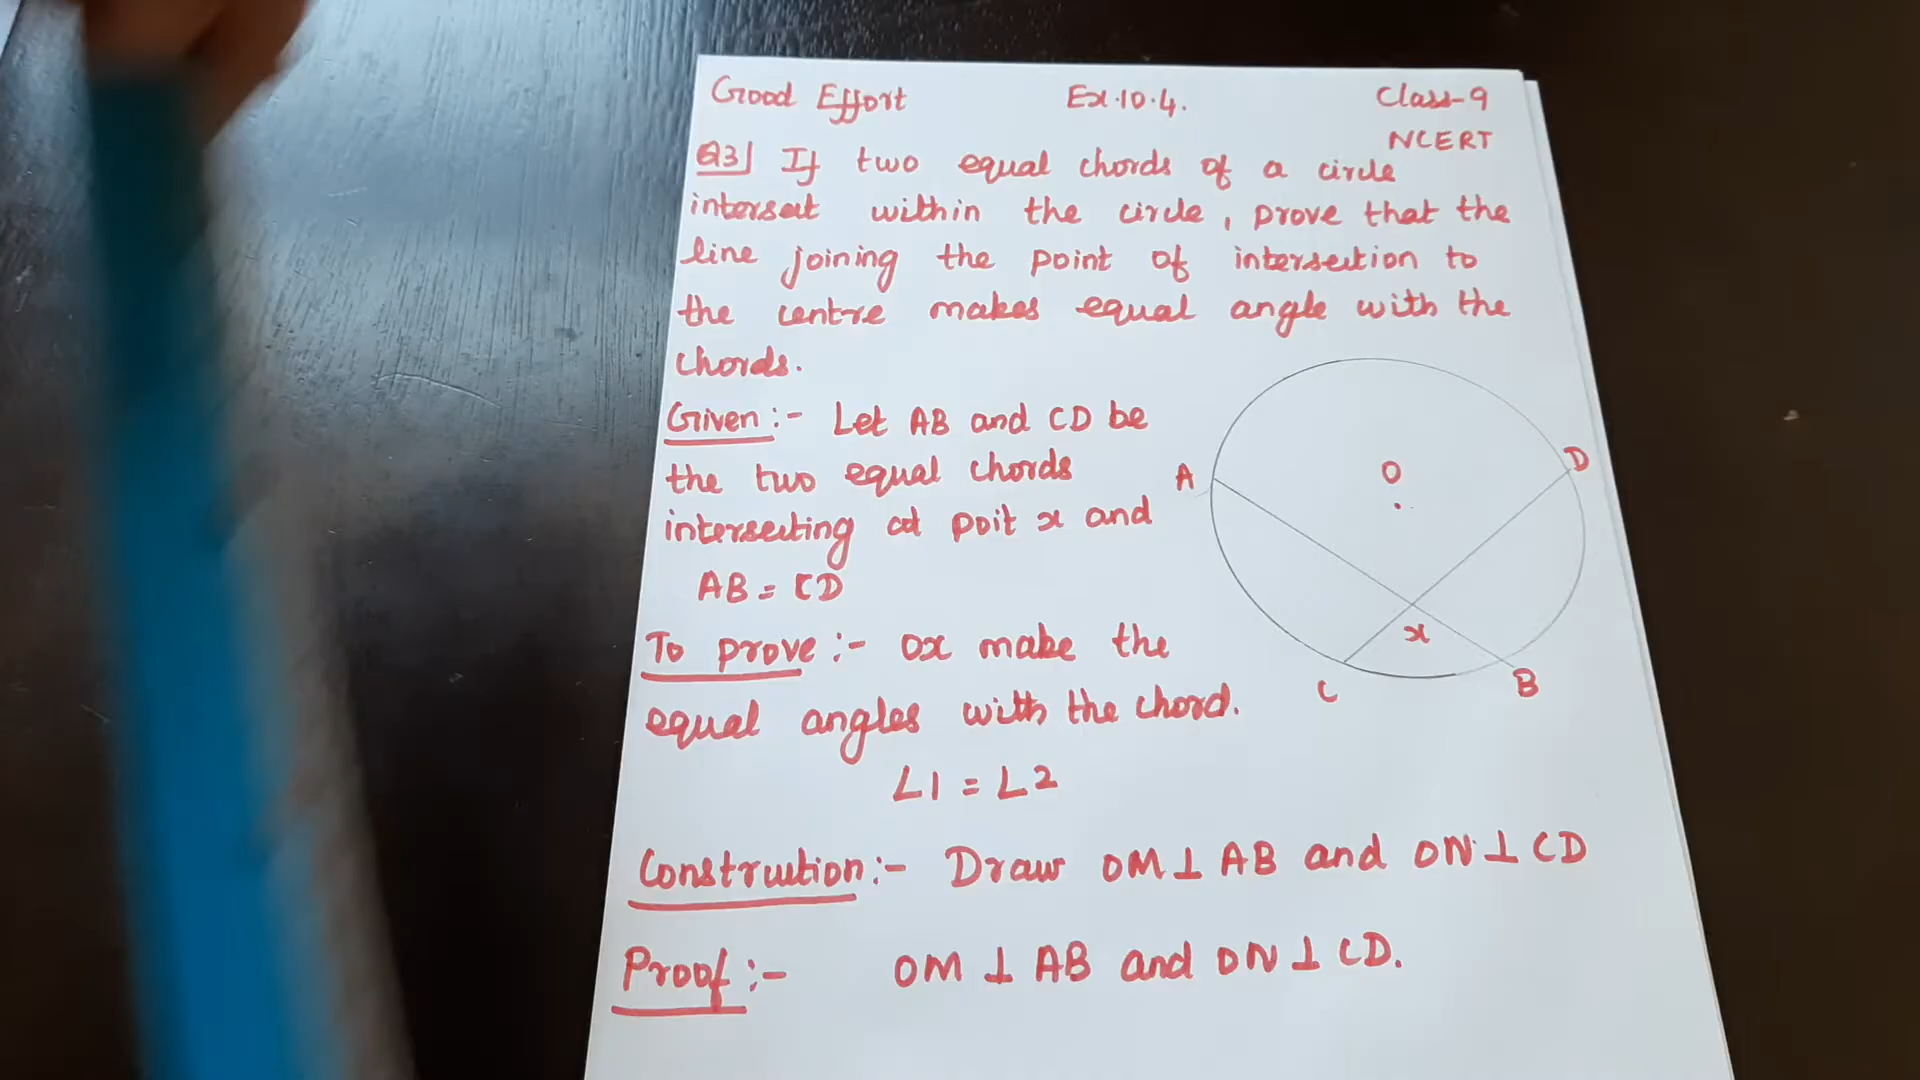 Good Effort Ex.10.4. Class-9
NCERT
Q3] If two equal chords of a circle
intersect within the circle, prove that the
line joining the point of intersection to
the centre makes equal angle with the
chords.
Given:- Let AB and CD be
the two equal chords
intersecting at poit x and
AB = CD
To prove:- ox make the
equal angles with the chord.
∠1 = ∠2
Construction:- Draw OM⊥AB and ON⊥CD
Proof:- OM ⊥ AB and ON ⊥ CD.
A
O
D
x
C
B